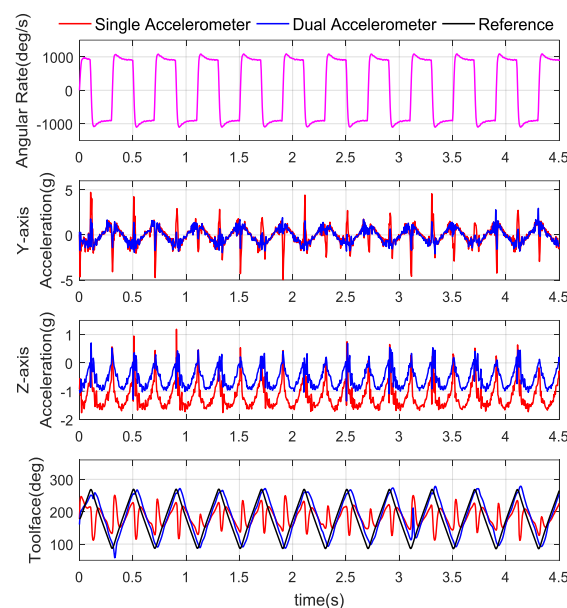 Single Accelerometer Dual Accelerometer Reference
Angular Rate(deg/s)
1000
0
-1000
0 0.5 1 1.5 2 2.5 3 3.5 4 4.5
Y-axis
Acceleration(g)
5
0
-5
0 0.5 1 1.5 2 2.5 3 3.5 4 4.5
Z-axis
Acceleration(g)
1
0
-1
-2
0 0.5 1 1.5 2 2.5 3 3.5 4 4.5
Toolface(deg)
300
200
100
0 0.5 1 1.5 2 2.5 3 3.5 4 4.5
time(s)